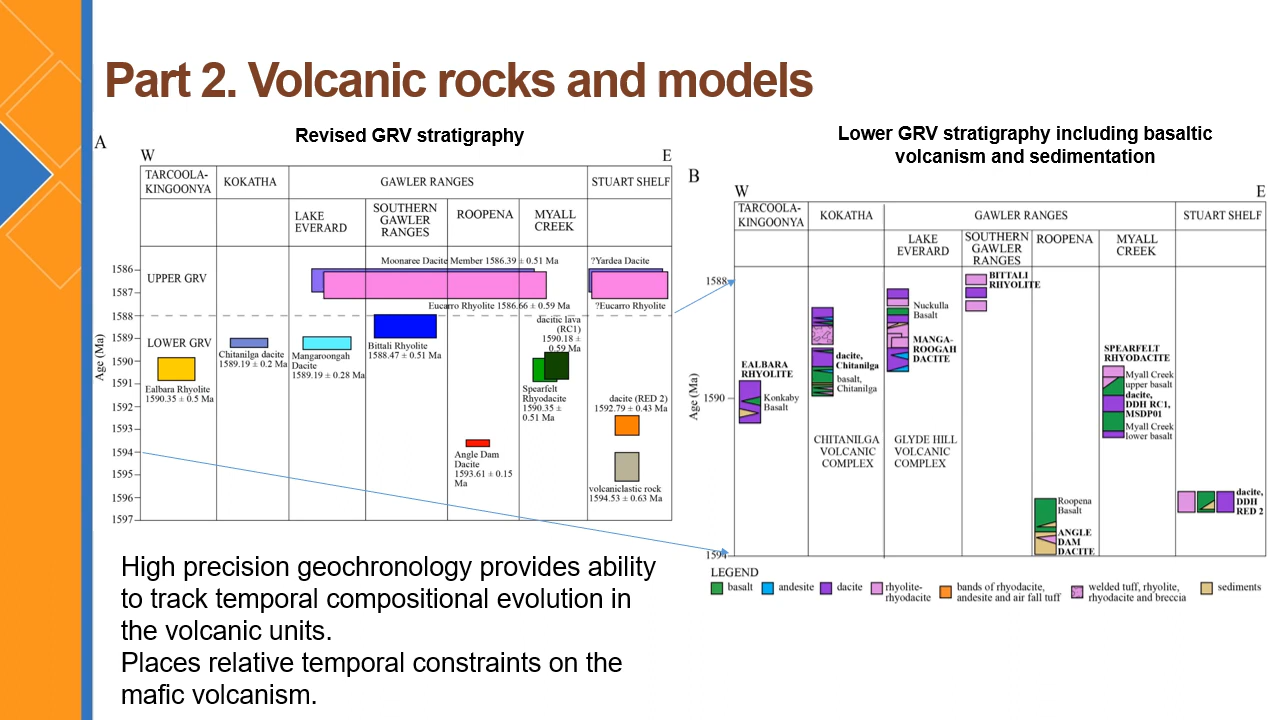 Part 2. Volcanic rocks and models
A
Revised GRV stratigraphy
W
E
TARCOOLA-
KINGOONYA
KOKATHA
GAWLER RANGES
STUART SHELF
LAKE
EVERARD
SOUTHERN
GAWLER
RANGES
ROOPENA
MYALL
CREEK
Age (Ma)
1586
1587
1588
1589
1590
1591
1592
1593
1594
1595
1596
1597
UPPER GRV
Moonaree Dacite Member 1586.39 ± 0.51 Ma
?Yardea Dacite
Eucarro Rhyolite 1586.66 ± 0.59 Ma
?Eucarro Rhyolite
LOWER GRV
Ealbara Rhyolite
1590.35 ± 0.5 Ma
Chitanilga dacite
1589.19 ± 0.2 Ma
Mangaroongah
Dacite
1589.19 ± 0.28 Ma
Bittali Rhyolite
1588.47 ± 0.51 Ma
dacitic lava
(RC1)
1590.18 ±
0.59 Ma
Spearfelt
Rhyodacite
1590.35 ±
0.51 Ma
Angle Dam
Dacite
1593.61 ± 0.15
Ma
dacite (RED 2)
1592.79 ± 0.43 Ma
volcaniclastic rock
1594.53 ± 0.63 Ma
Lower GRV stratigraphy including basaltic
volcanism and sedimentation
B
W
E
TARCOOLA-
KINGOONYA
KOKATHA
GAWLER RANGES
STUART SHELF
LAKE
EVERARD
SOUTHERN
GAWLER
RANGES
ROOPENA
MYALL
CREEK
Age (Ma)
1588
1590
1594
EALBARA
RHYOLITE
Konkaby
Basalt
dacite,
Chitanilga
basalt,
Chitanilga
CHITANILGA
VOLCANIC
COMPLEX
Nuckulla
Basalt
MANGA-
ROOGAH
DACITE
GLYDE HILL
VOLCANIC
COMPLEX
BITTALI
RHYOLITE
Roopena
Basalt
ANGLE
DAM
DACITE
SPEARFELT
RHYODACITE
Myall Creek
upper basalt
dacite,
DDH RC1,
MSDP01
Myall Creek
lower basalt
dacite,
DDH
RED 2
LEGEND
basalt
andesite
dacite
rhyolite-
rhyodacite
bands of rhyodacite,
andesite and air fall tuff
welded tuff, rhyolite,
rhyodacite and breccia
sediments
High precision geochronology provides ability
to track temporal compositional evolution in
the volcanic units.
Places relative temporal constraints on the
mafic volcanism.